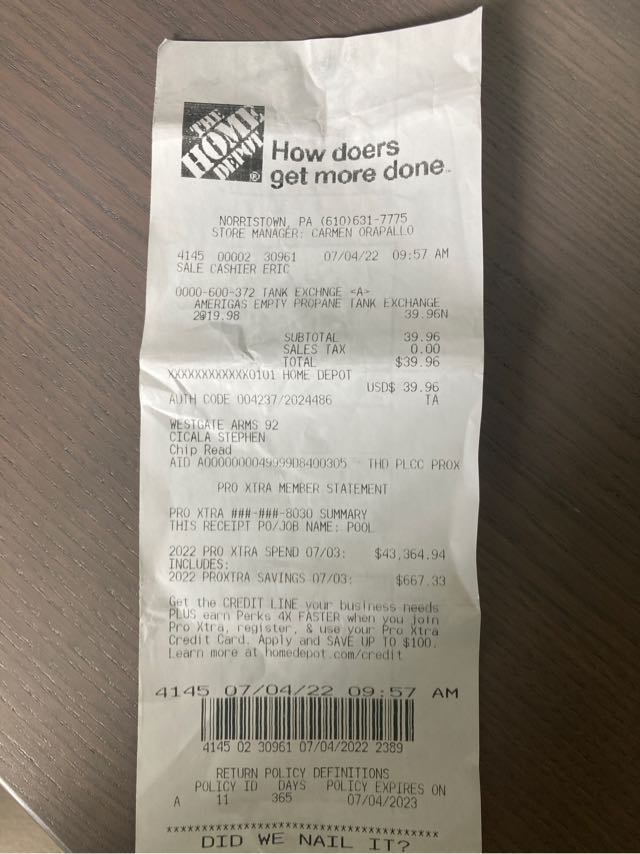 THE
HOME
DEPOT
®
How doers
get more done™
NORRISTOWN, PA (610)631-7775
STORE MANAGER: CARMEN ORAPALLO
4145 00002 30961 07/04/22 09:57 AM
SALE CASHIER ERIC
0000-600-372 TANK EXCHNGE <A>
AMERIGAS EMPTY PROPANE TANK EXCHANGE
2@19.98 39.96N
SUBTOTAL 39.96
SALES TAX 0.00
TOTAL $39.96
XXXXXXXXXXXX0101 HOME DEPOT
USD$ 39.96
AUTH CODE 004237/2024486 TA
WESTGATE ARMS 92
CICALA STEPHEN
Chip Read
AID A0000000049999D8400305 THD PLCC PROX
PRO XTRA MEMBER STATEMENT
PRO XTRA ###-###-8030 SUMMARY
THIS RECEIPT PO/JOB NAME: POOL
2022 PRO XTRA SPEND 07/03: $43,364.94
INCLUDES:
2022 PROXTRA SAVINGS 07/03: $667.33
Get the CREDIT LINE your business needs
PLUS earn Perks 4X FASTER when you join
Pro Xtra, register, & use your Pro Xtra
Credit Card. Apply and SAVE UP TO $100.
Learn more at homedepot.com/credit
4145 07/04/22 09:57 AM
4145 02 30961 07/04/2022 2389
RETURN POLICY DEFINITIONS
POLICY ID DAYS POLICY EXPIRES ON
A 11 365 07/04/2023
****************************************
DID WE NAIL IT?